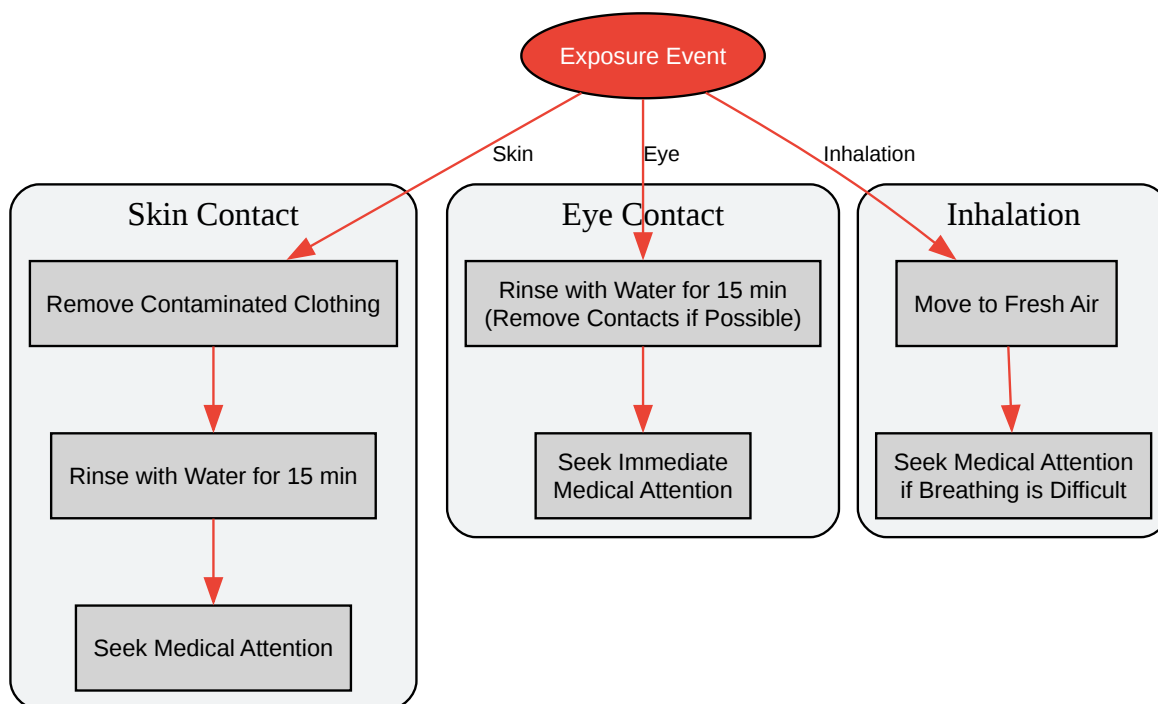 Exposure Event
Skin
Eye
Inhalation
Skin Contact
Remove Contaminated Clothing
Rinse with Water for 15 min
Seek Medical Attention
Eye Contact
Rinse with Water for 15 min
(Remove Contacts if Possible)
Seek Immediate
Medical Attention
Inhalation
Move to Fresh Air
Seek Medical Attention
if Breathing is Difficult